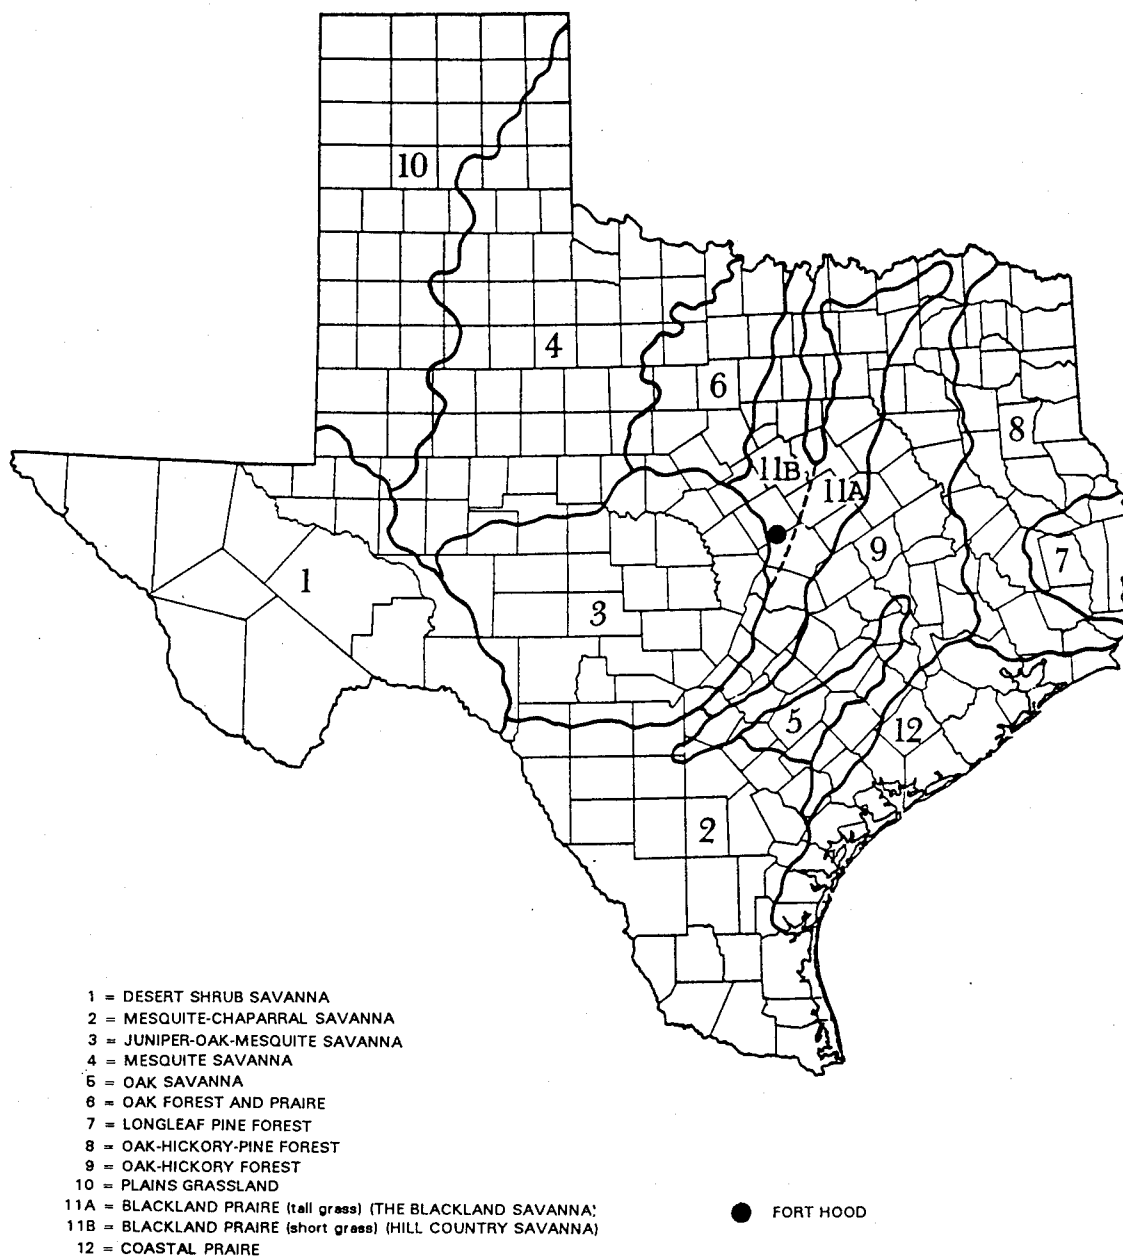 10
4
6
8
11B
11A
9
7
1
3
5
12
2
1 = DESERT SHRUB SAVANNA
2 = MESQUITE-CHAPARRAL SAVANNA
3 = JUNIPER-OAK-MESQUITE SAVANNA
4 = MESQUITE SAVANNA
5 = OAK SAVANNA
6 = OAK FOREST AND PRAIRE
7 = LONGLEAF PINE FOREST
8 = OAK-HICKORY-PINE FOREST
9 = OAK-HICKORY FOREST
10 = PLAINS GRASSLAND
11A = BLACKLAND PRAIRE (tall grass) (THE BLACKLAND SAVANNA)
11B = BLACKLAND PRAIRE (short grass) (HILL COUNTRY SAVANNA)
12 = COASTAL PRAIRE
FORT HOOD